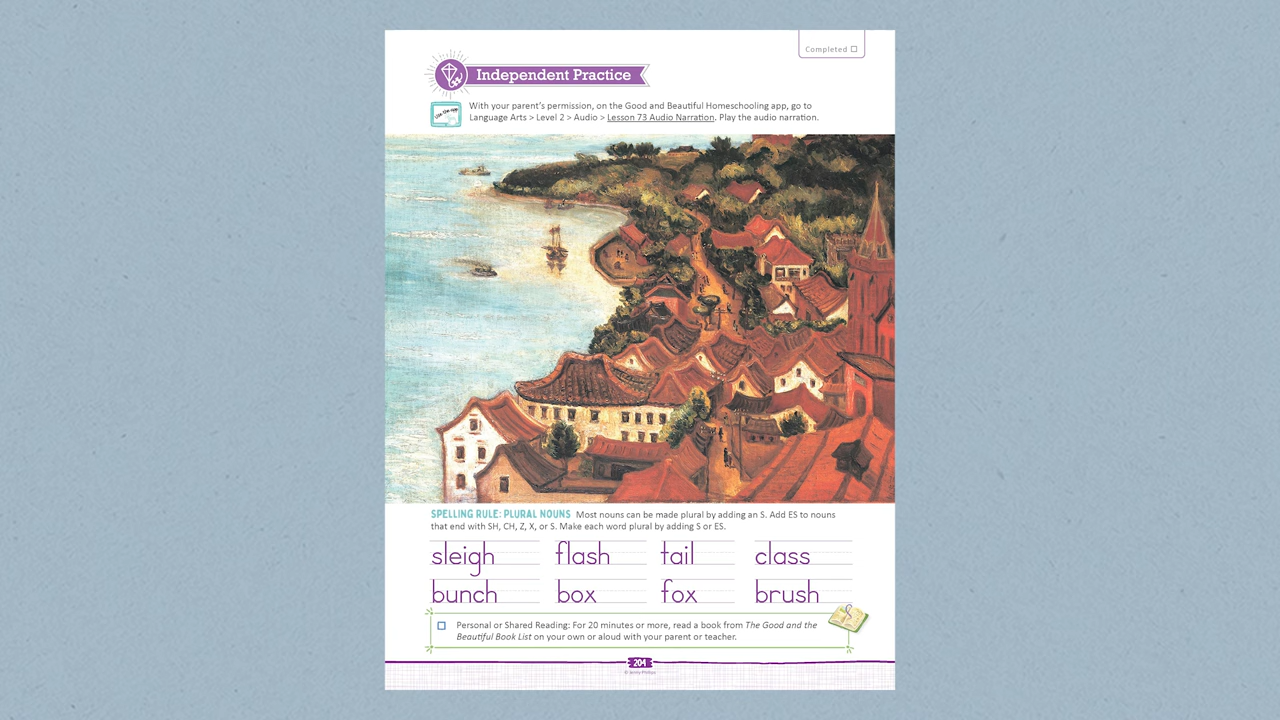 Completed
Independent Practice
Use the app
With your parent's permission, on the Good and Beautiful Homeschooling app, go to
Language Arts > Level 2 > Audio > Lesson 73 Audio Narration. Play the audio narration.
SPELLING RULE: PLURAL NOUNS Most nouns can be made plural by adding an S. Add ES to nouns
that end with SH, CH, Z, X, or S. Make each word plural by adding S or ES.
sleigh flash tail class
bunch box fox brush
Personal or Shared Reading: For 20 minutes or more, read a book from The Good and the
Beautiful Book List on your own or aloud with your parent or teacher.
204
© Jenny Phillips